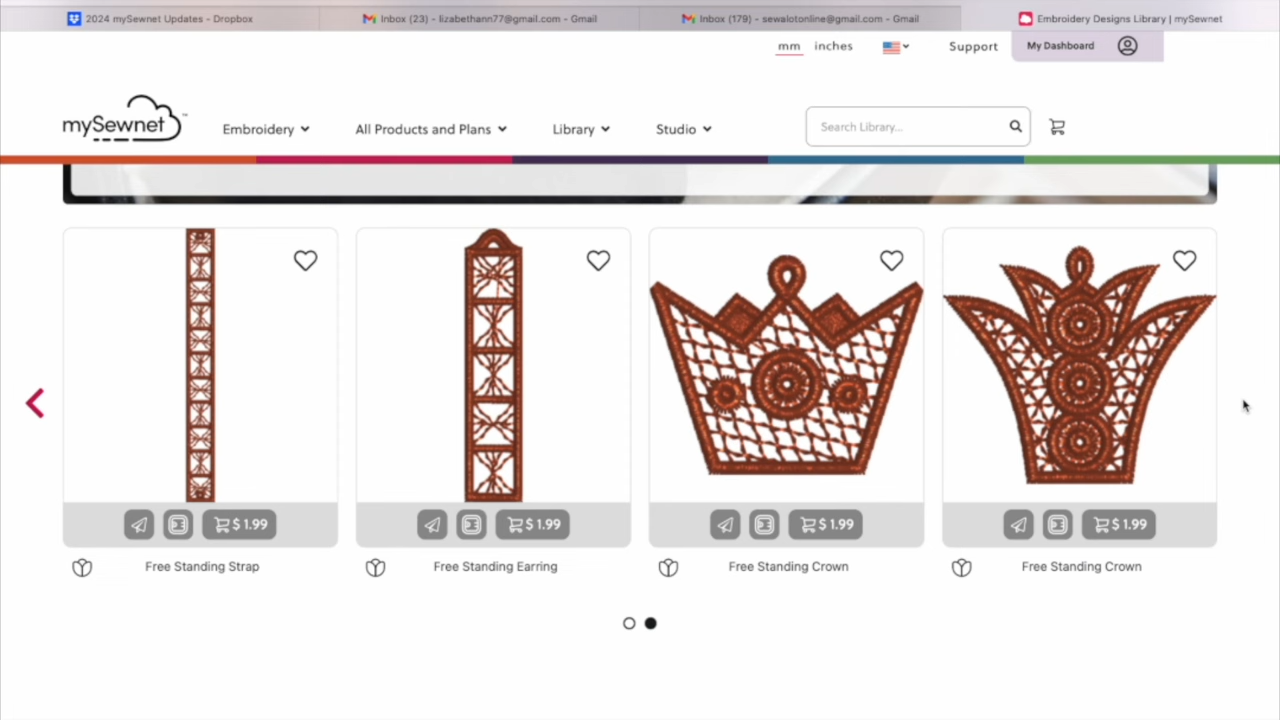 2024 mySewnet Updates - Dropbox
Inbox (23) - lizabethann77@gmail.com - Gmail
Inbox (179) - sewalotonline@gmail.com - Gmail
Embroidery Designs Library | mySewnet
mm inches Support My Dashboard
mySewnet™ Embroidery All Products and Plans Library Studio Search Library...
$ 1.99 $ 1.99 $ 1.99 $ 1.99
Free Standing Strap Free Standing Earring Free Standing Crown Free Standing Crown